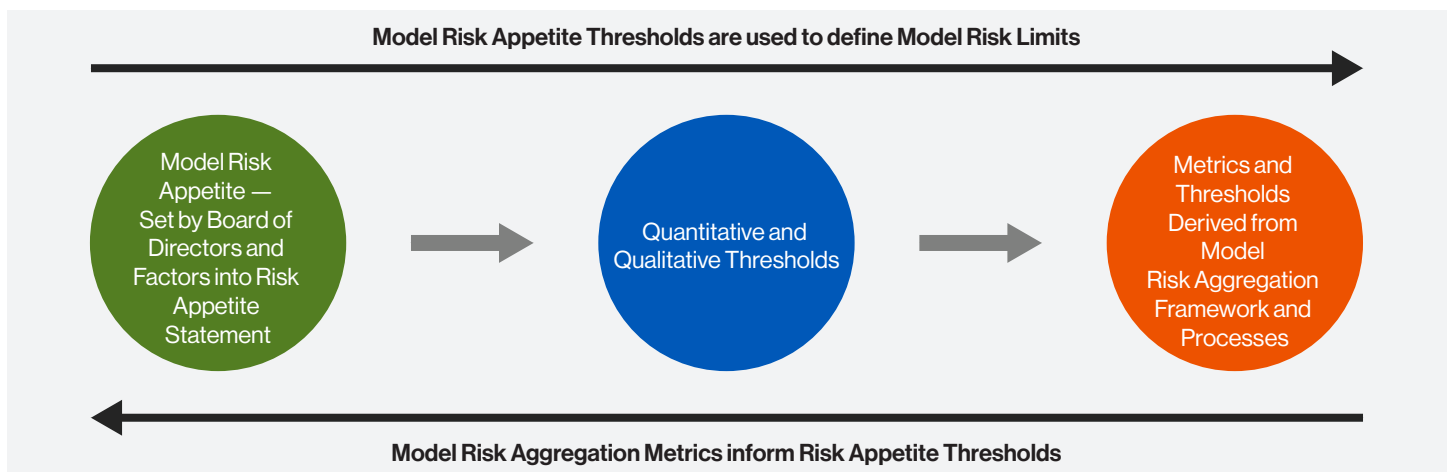 Model Risk Appetite Thresholds are used to define Model Risk Limits
Model Risk
Appetite —
Set by Board of
Directors and
Factors into Risk
Appetite
Statement
Quantitative and
Qualitative Thresholds
Metrics and
Thresholds
Derived from
Model
Risk Aggregation
Framework and
Processes
Model Risk Aggregation Metrics inform Risk Appetite Thresholds